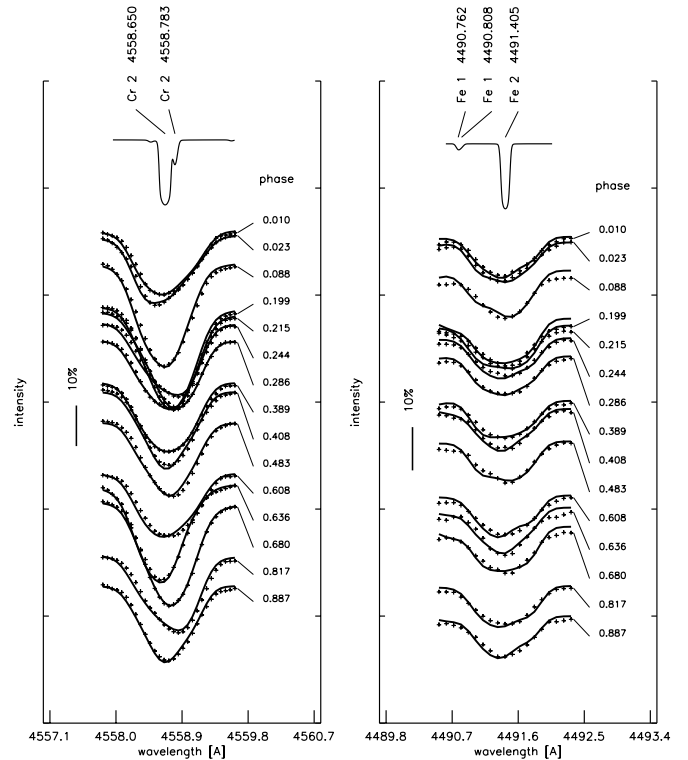 Cr 2 4558.650
Cr 2 4558.783
phase
0.010
0.023
0.088
0.199
0.215
0.244
0.286
0.389
0.408
0.483
0.608
0.636
0.680
0.817
0.887
10%
intensity
4557.1 4558.0 4558.9 4559.8 4560.7
wavelength [A]
Fe 1 4490.762
Fe 1 4490.808
Fe 2 4491.405
phase
0.010
0.023
0.088
0.199
0.215
0.244
0.286
0.389
0.408
0.483
0.608
0.636
0.680
0.817
0.887
10%
intensity
4489.8 4490.7 4491.6 4492.5 4493.4
wavelength [A]